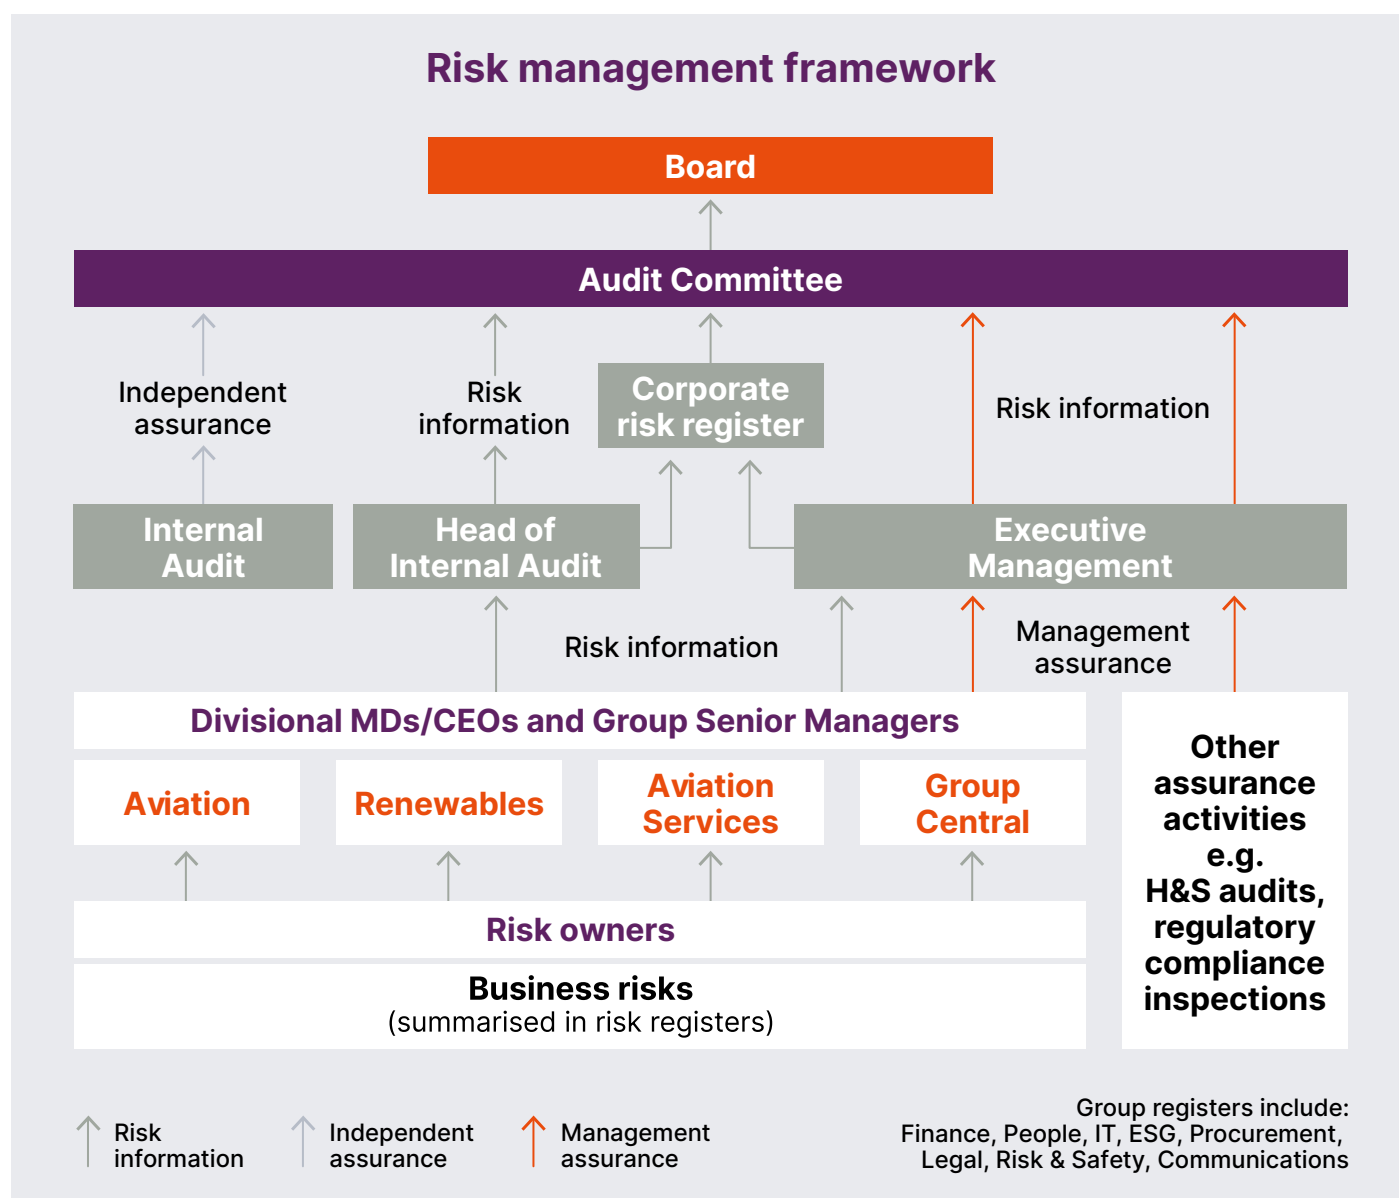 Risk management framework
Board
Audit Committee
Independent
assurance
Risk
information
Corporate
risk register
Risk information
Internal
Audit
Head of
Internal Audit
Executive
Management
Risk information
Management
assurance
Divisional MDs/CEOs and Group Senior Managers
Aviation
Renewables
Aviation
Services
Group
Central
Other
assurance
activities
e.g.
H&S audits,
regulatory
compliance
inspections
Risk owners
Business risks
(summarised in risk registers)
Risk
information
Independent
assurance
Management
assurance
Group registers include:
Finance, People, IT, ESG, Procurement,
Legal, Risk & Safety, Communications